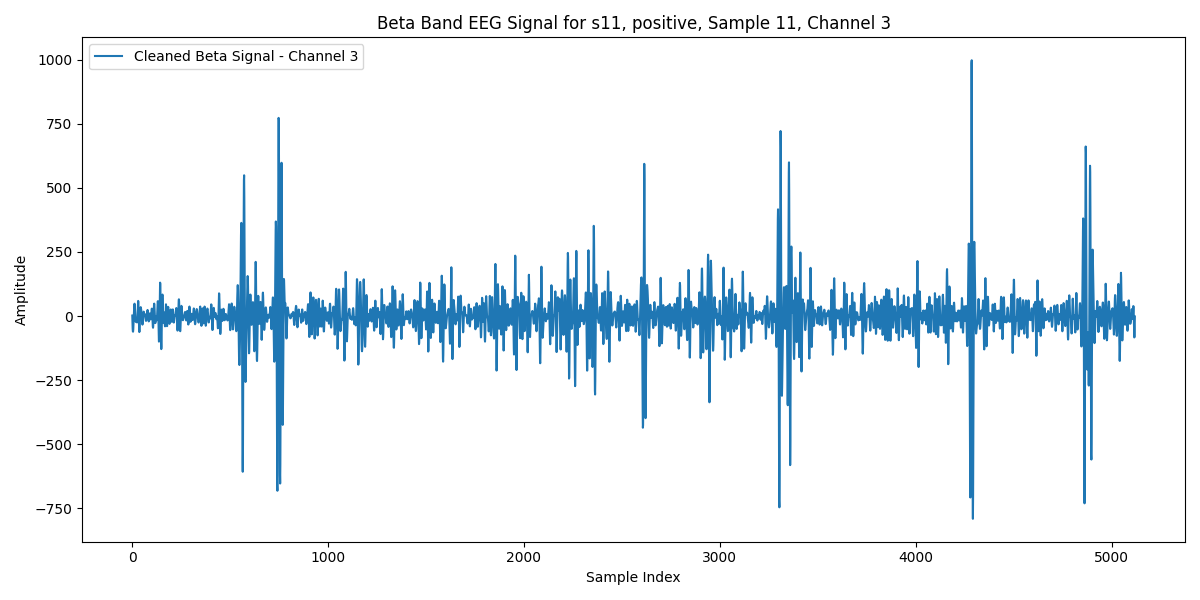 Beta Band EEG Signal for s11, positive, Sample 11, Channel 3
Cleaned Beta Signal - Channel 3
1000
750
500
250
0
−250
−500
−750
Amplitude
0 1000 2000 3000 4000 5000
Sample Index